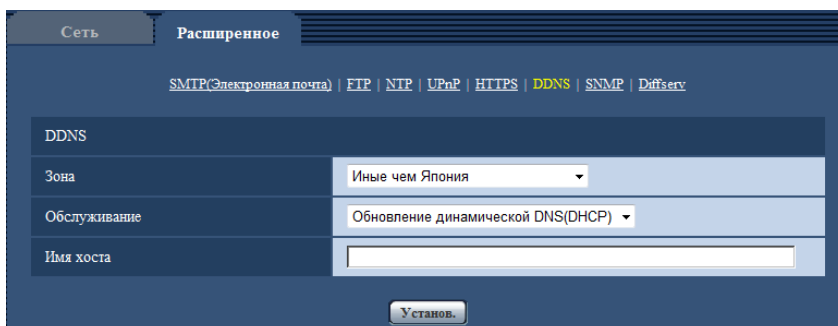 Сеть Расширенное
SMTP(Электронная почта) | FTP | NTP | UPnP | HTTPS | DDNS | SNMP | Diffserv
DDNS
Зона Иные чем Япония
Обслуживание Обновление динамической DNS(DHCP)
Имя хоста
Установ.